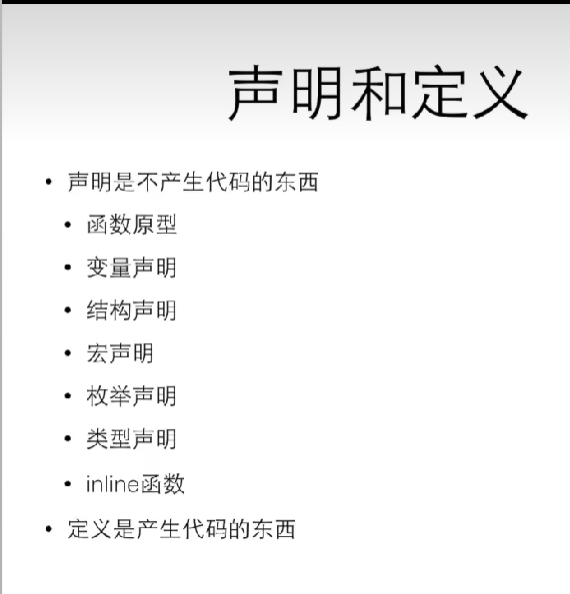 声明和定义
• 声明是不产生代码的东西
• 函数原型
• 变量声明
• 结构声明
• 宏声明
• 枚举声明
• 类型声明
• inline函数
• 定义是产生代码的东西